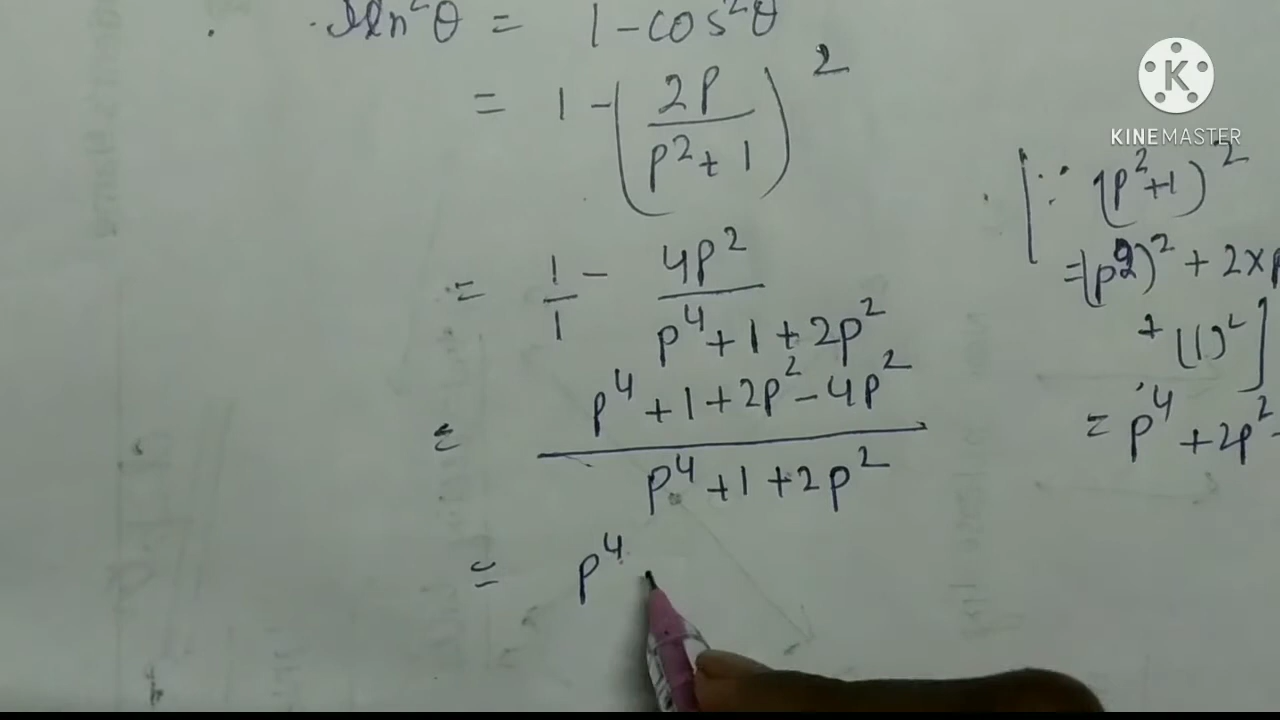 sin²θ = 1 - cos²θ
= 1 - (2p / p² + 1)²
= 1/1 - 4p² / p⁴ + 1 + 2p²
= p⁴ + 1 + 2p² - 4p² / p⁴ + 1 + 2p²
= p⁴
K
KINEMASTER
∵ (p² + 1)²
= (p²)² + 2×p
+ (1)²]
= p⁴ + 2p²